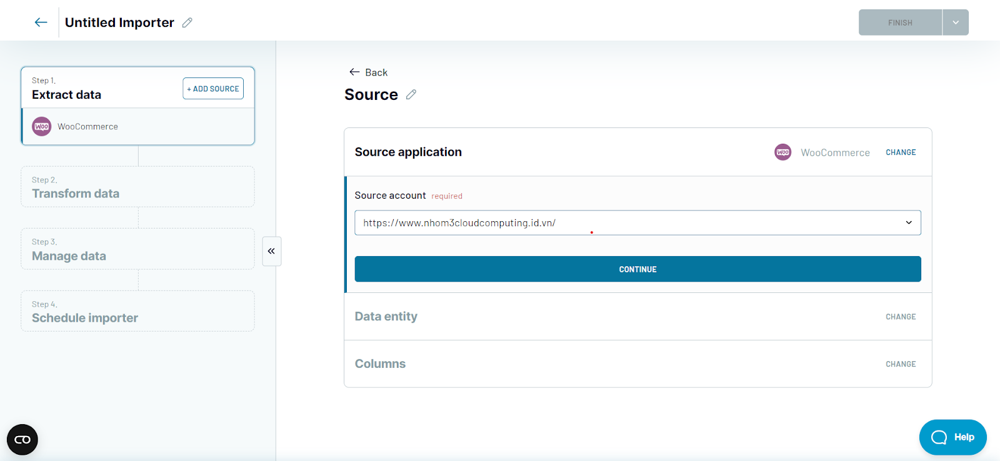 Untitled Importer
FINISH
Step 1.
Extract data
+ ADD SOURCE
WOO
WooCommerce
Step 2.
Transform data
Step 3.
Manage data
Step 4.
Schedule importer
Back
Source
Source application
WOO
WooCommerce
CHANGE
Source account required
https://www.nhom3cloudcomputing.id.vn/
CONTINUE
Data entity
CHANGE
Columns
CHANGE
Help